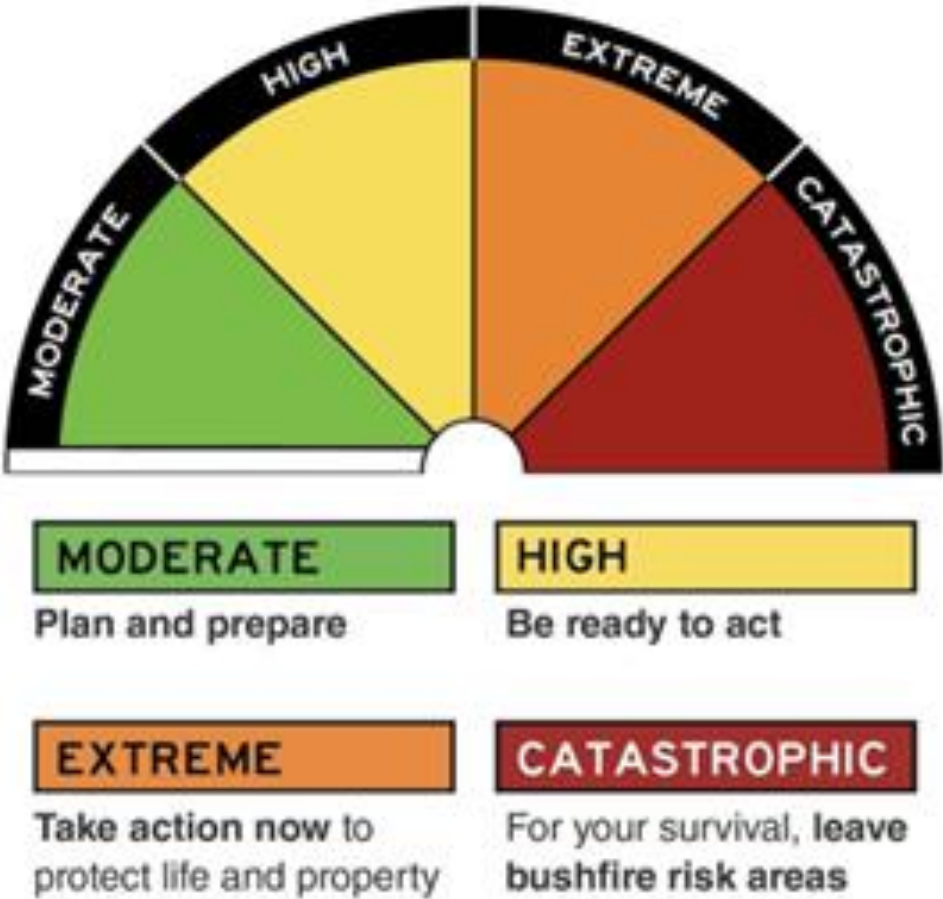 MODERATE
HIGH
EXTREME
CATASTROPHIC
MODERATE
Plan and prepare
HIGH
Be ready to act
EXTREME
Take action now to
protect life and property
CATASTROPHIC
For your survival, leave
bushfire risk areas